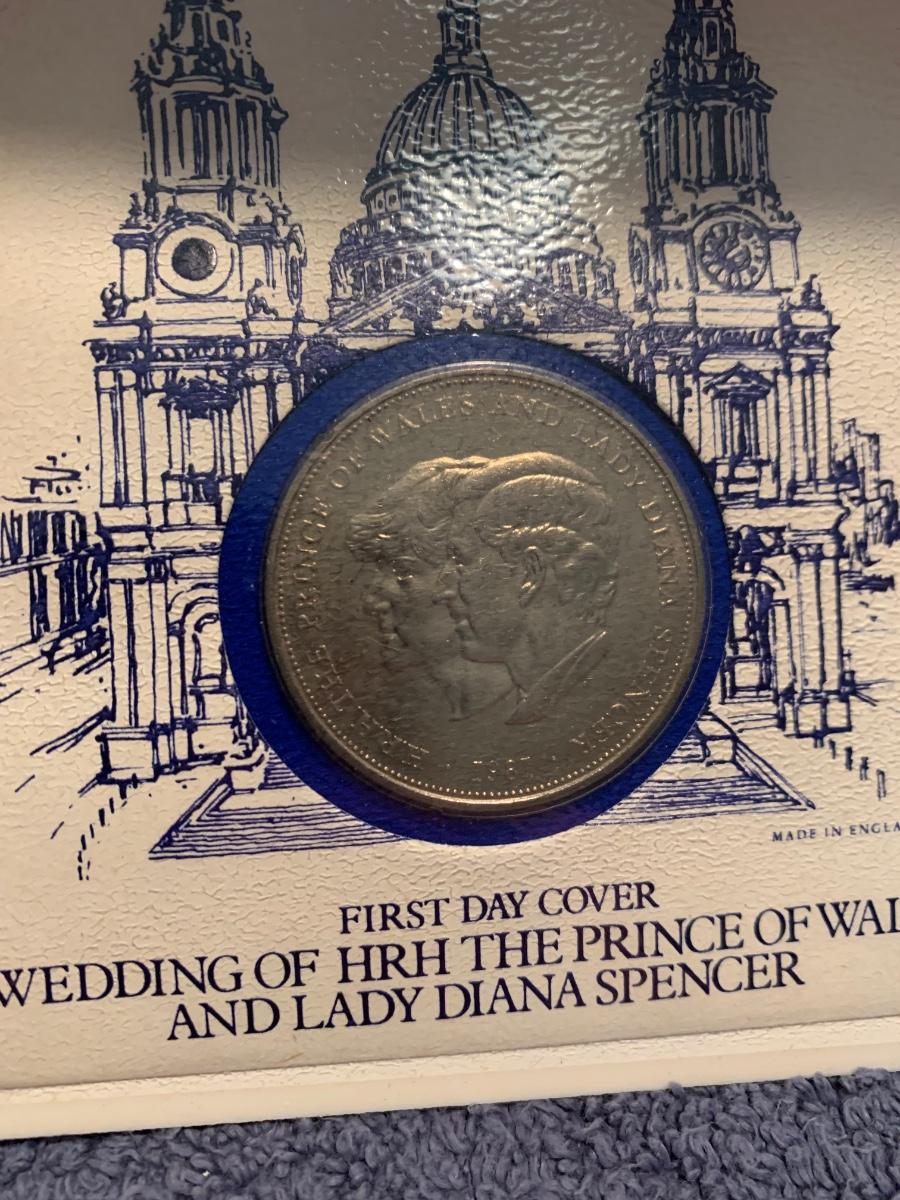 H.R.H. THE PRINCE OF WALES AND LADY DIANA SPENCER
1981
MADE IN ENGLA
FIRST DAY COVER
WEDDING OF HRH THE PRINCE OF WAL
AND LADY DIANA SPENCER